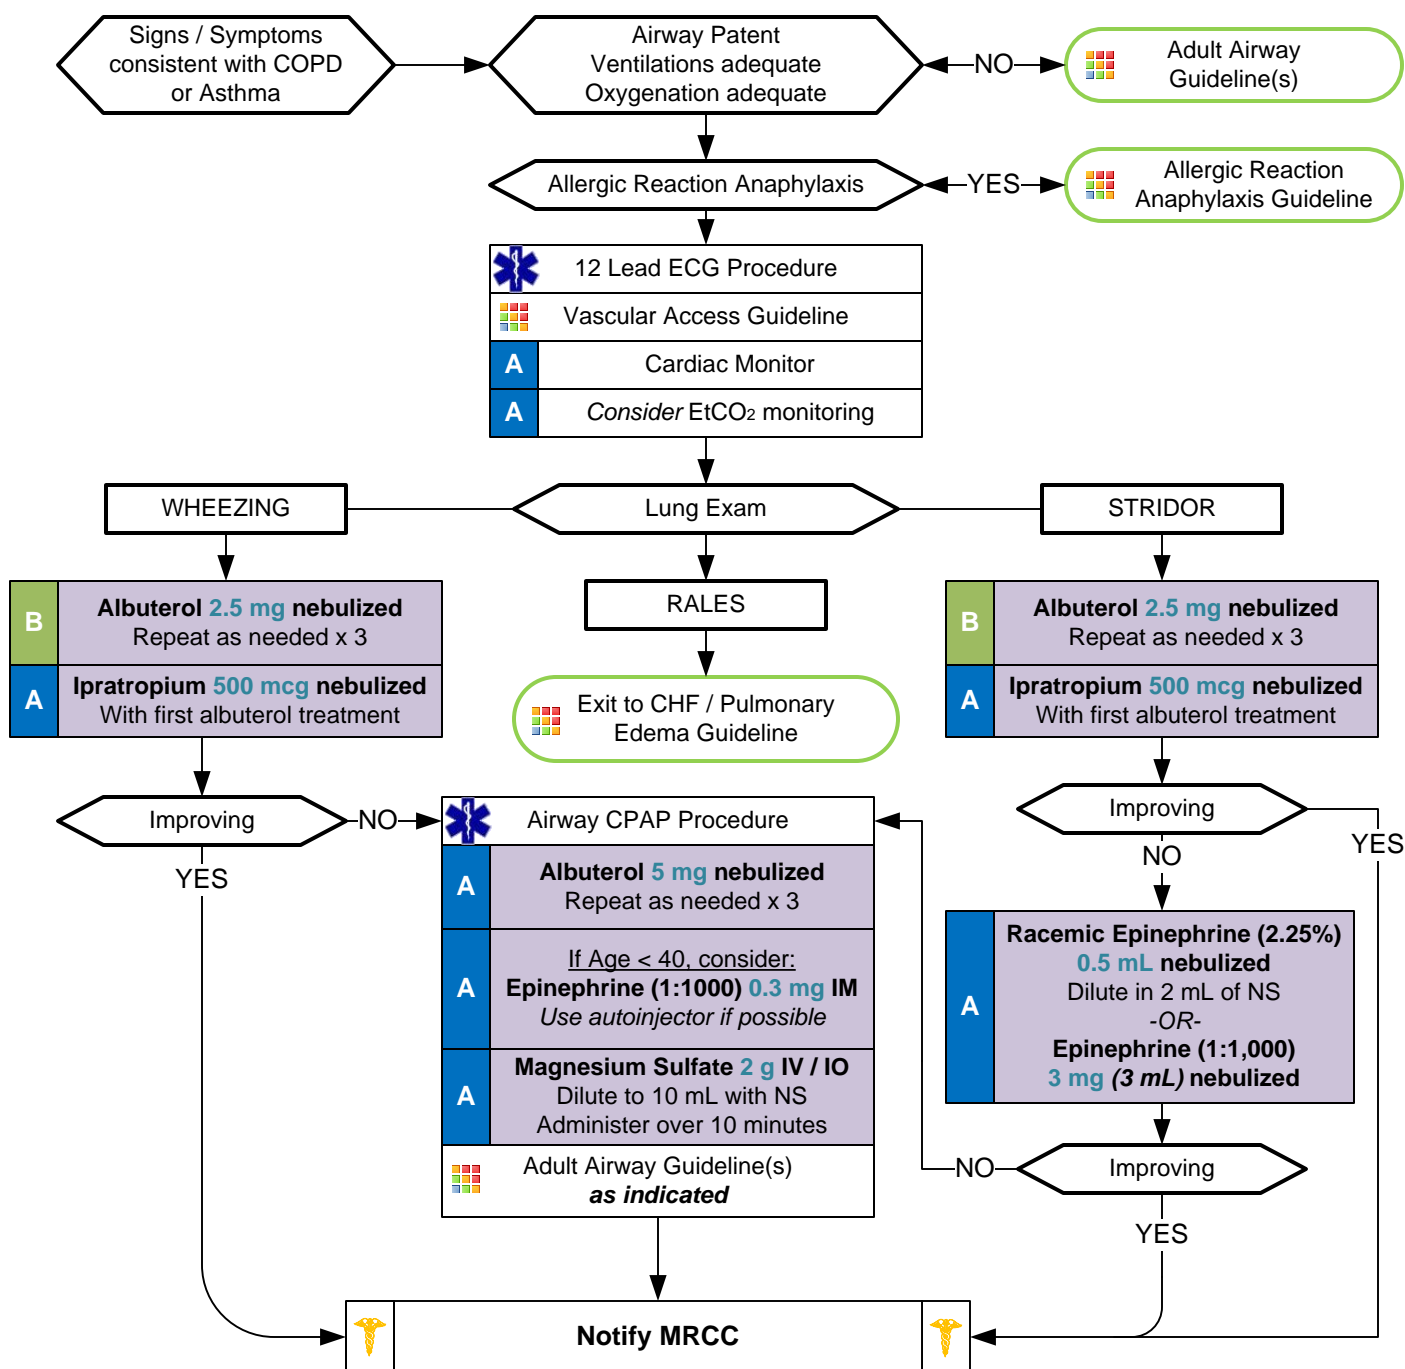 Signs / Symptoms
consistent with COPD
or Asthma
Airway Patent
Ventilations adequate
Oxygenation adequate
NO
Adult Airway
Guideline(s)
Allergic Reaction Anaphylaxis
YES
Allergic Reaction
Anaphylaxis Guideline
12 Lead ECG Procedure
Vascular Access Guideline
A
Cardiac Monitor
A
Consider EtCO2 monitoring
WHEEZING
Lung Exam
STRIDOR
B
Albuterol 2.5 mg nebulized
Repeat as needed x 3
A
Ipratropium 500 mcg nebulized
With first albuterol treatment
RALES
Exit to CHF / Pulmonary
Edema Guideline
B
Albuterol 2.5 mg nebulized
Repeat as needed x 3
A
Ipratropium 500 mcg nebulized
With first albuterol treatment
Improving
NO
YES
Airway CPAP Procedure
A
Albuterol 5 mg nebulized
Repeat as needed x 3
A
If Age < 40, consider:
Epinephrine (1:1000) 0.3 mg IM
Use autoinjector if possible
A
Magnesium Sulfate 2 g IV / IO
Dilute to 10 mL with NS
Administer over 10 minutes
Adult Airway Guideline(s)
as indicated
Improving
YES
NO
A
Racemic Epinephrine (2.25%)
0.5 mL nebulized
Dilute in 2 mL of NS
-OR-
Epinephrine (1:1,000)
3 mg (3 mL) nebulized
NO
Improving
YES
Notify MRCC